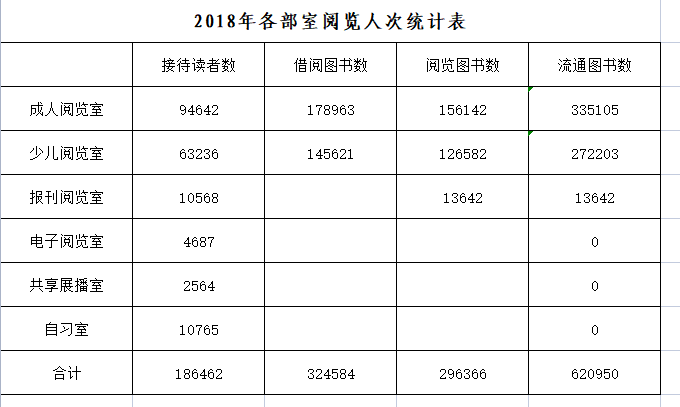 2018年各部室阅览人次统计表
接待读者数 借阅图书数 阅览图书数 流通图书数
成人阅览室 94642 178963 156142 335105
少儿阅览室 63236 145621 126582 272203
报刊阅览室 10568 13642 13642
电子阅览室 4687 0
共享展播室 2564 0
自习室 10765 0
合计 186462 324584 296366 620950